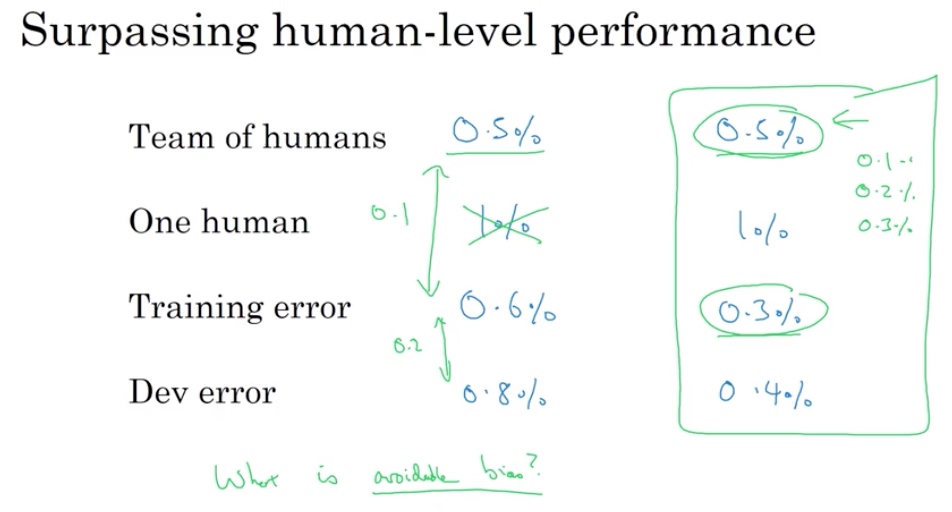 Surpassing human-level performance
Team of humans 0.5% 0.5%
0.1
0.2%
0.3%
One human 1% 1%
0.1
Training error 0.6% 0.3%
0.2
Dev error 0.8% 0.4%
What is avoidable bias?